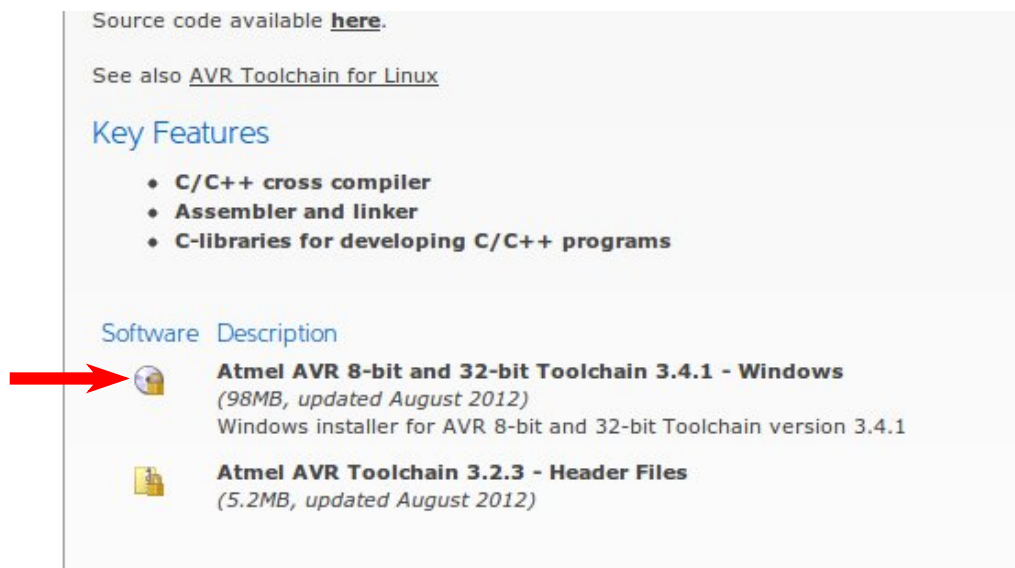 Source code available here.
See also AVR Toolchain for Linux
Key Features
• C/C++ cross compiler
• Assembler and linker
• C-libraries for developing C/C++ programs
Software Description
Atmel AVR 8-bit and 32-bit Toolchain 3.4.1 - Windows
(98MB, updated August 2012)
Windows installer for AVR 8-bit and 32-bit Toolchain version 3.4.1
Atmel AVR Toolchain 3.2.3 - Header Files
(5.2MB, updated August 2012)